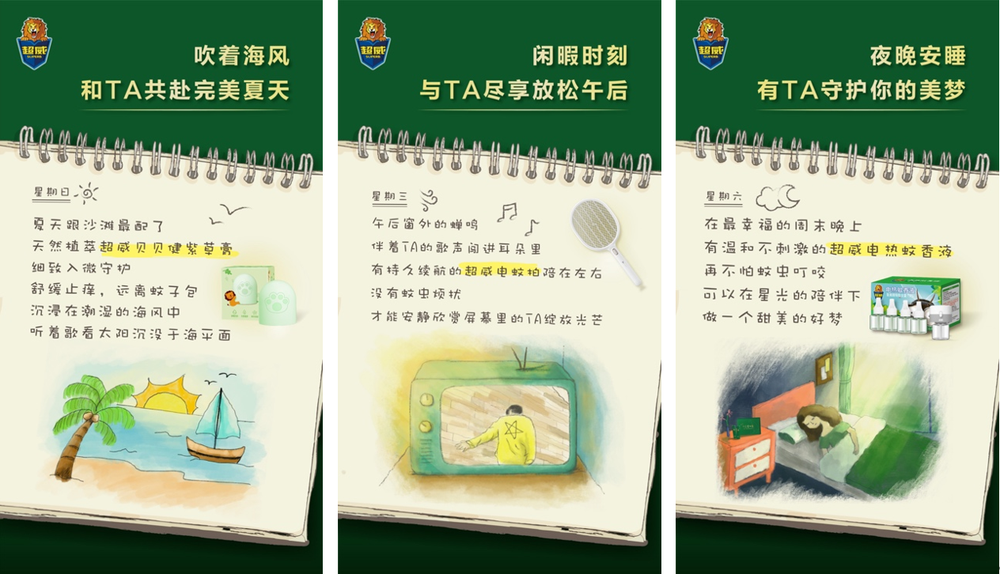 超威
SUPERB
吹着海风
和TA共赴完美夏天
星期日
夏天跟沙滩最配了
天然植萃超威贝贝健紫草膏
细致入微守护
舒缓止痒，远离蚊子包
沉浸在潮湿的海风中
听着歌看太阳沉没于海平面
超威
SUPERB
闲暇时刻
与TA尽享放松午后
星期三
午后窗外的蝉鸣
伴着TA的歌声闯进耳朵里
有持久续航的超威电蚊拍陪在左右
没有蚊虫烦扰
才能安静欣赏屏幕里的TA绽放光芒
超威
SUPERB
夜晚安睡
有TA守护你的美梦
星期六
在最幸福的周末晚上
有温和不刺激的超威电热蚊香液
再不怕蚊虫叮咬
可以在星光的陪伴下
做一个甜美的好梦
超威
电热蚊香液